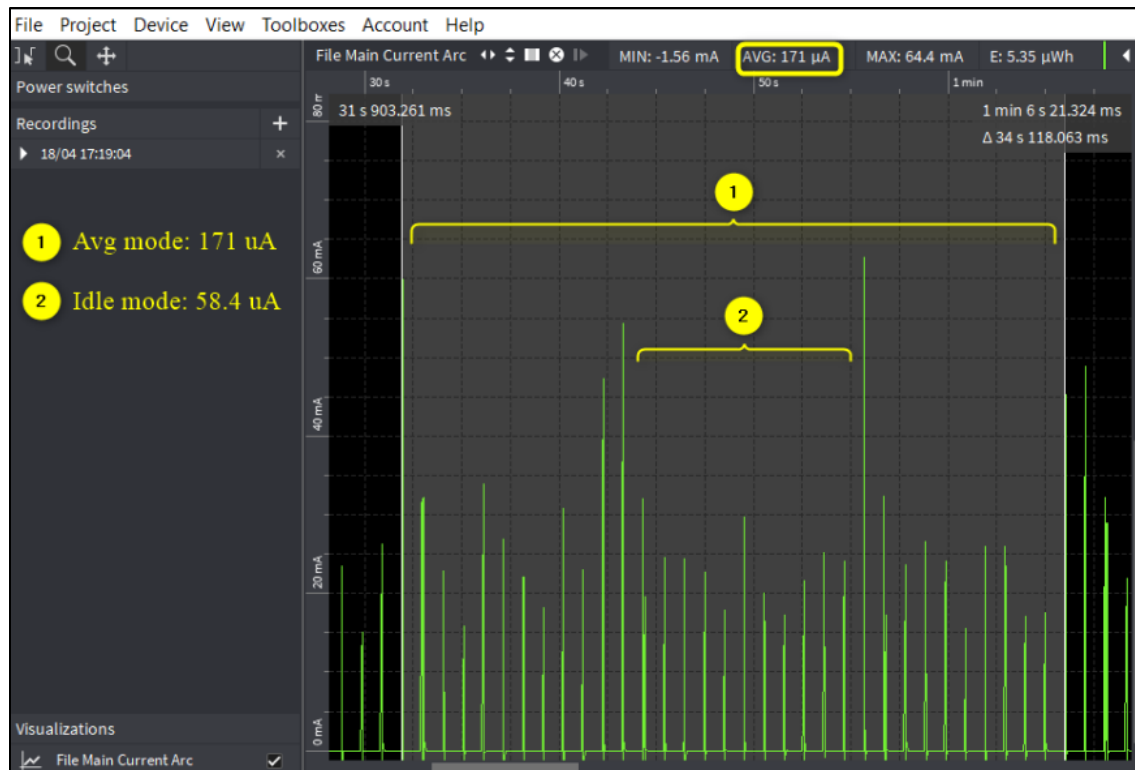 File Project Device View Toolboxes Account Help
File Main Current Arc MIN: -1.56 mA AVG: 171 µA MAX: 64.4 mA E: 5.35 µWh
Power switches
30 s 40 s 50 s 1 min
Recordings +
31 s 903.261 ms 1 min 6 s 21.324 ms
18/04 17:19:04 ×
Δ 34 s 118.063 ms
1
1 Avg mode: 171 uA
2 Idle mode: 58.4 uA
2
80 m
60 mA
40 mA
20 mA
0 mA
Visualizations
File Main Current Arc